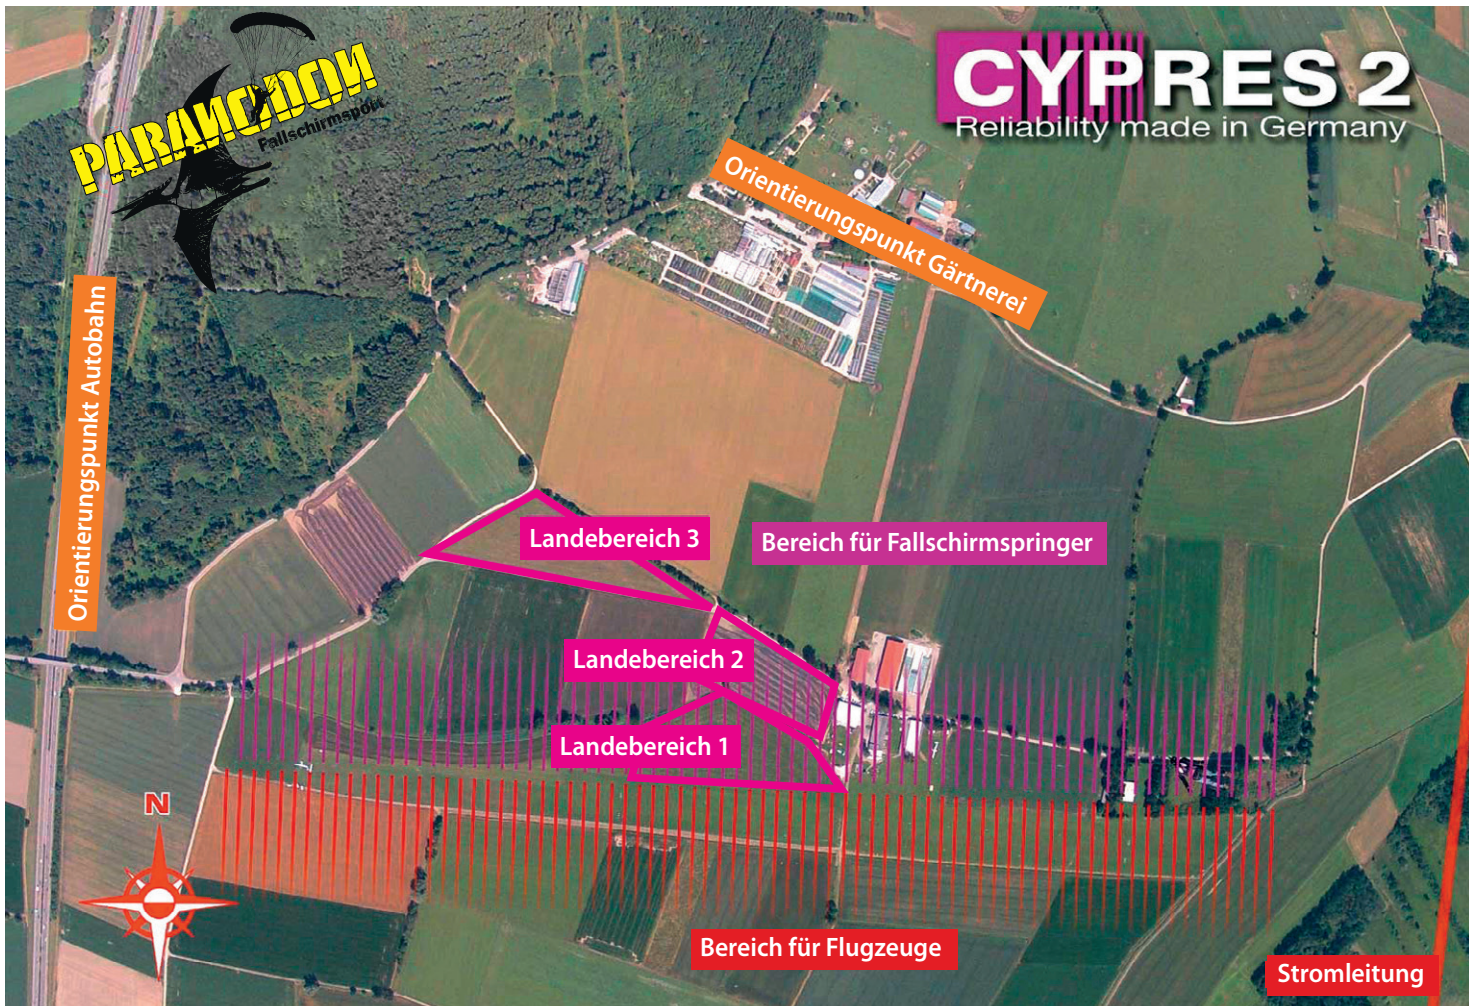 PARANODON
Fallschirmsport
CYPRES 2
Reliability made in Germany
Orientierungspunkt Gärtnerei
Orientierungspunkt Autobahn
Landebereich 3
Bereich für Fallschirmspringer
Landebereich 2
Landebereich 1
N
Bereich für Flugzeuge
Stromleitung